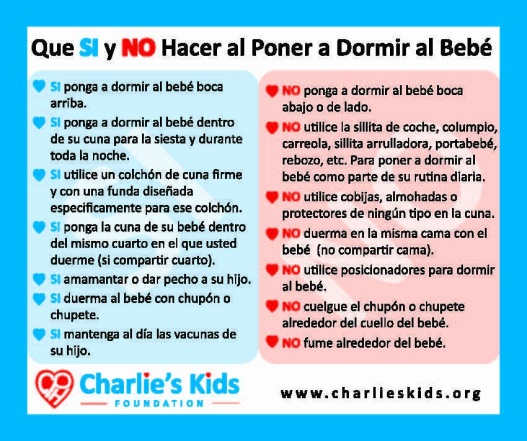 Que SI y NO Hacer al Poner a Dormir al Bebé
SI ponga a dormir al bebé boca
arriba.
SI ponga a dormir al bebé dentro
de su cuna para la siesta y durante
toda la noche.
SI utilice un colchón de cuna firme
y con una funda diseñada
especificamente para ese colchón.
SI ponga la cuna de su bebé dentro
del mismo cuarto en el que usted
duerme (si compartir cuarto).
SI amamantar o dar pecho a su hijo.
SI duerma al bebé con chupón o
chupete.
SI mantenga al día las vacunas de
su hijo.
NO ponga a dormir al bebé boca
abajo o de lado.
NO utilice la sillita de coche, columpio,
carreola, sillita arrulladora, portabebé,
rebozo, etc. Para poner a dormir al
bebé como parte de su rutina diaria.
NO utilice cobijas, almohadas o
protectores de ningún tipo en la cuna.
NO duerma en la misma cama con el
bebé (no compartir cama).
NO utilice posicionadores para dormir
al bebé.
NO cuelgue el chupón o chupete
alrededor del cuello del bebé.
NO fume alrededor del bebé.
Charlie's Kids
FOUNDATION
www.charlieskids.org